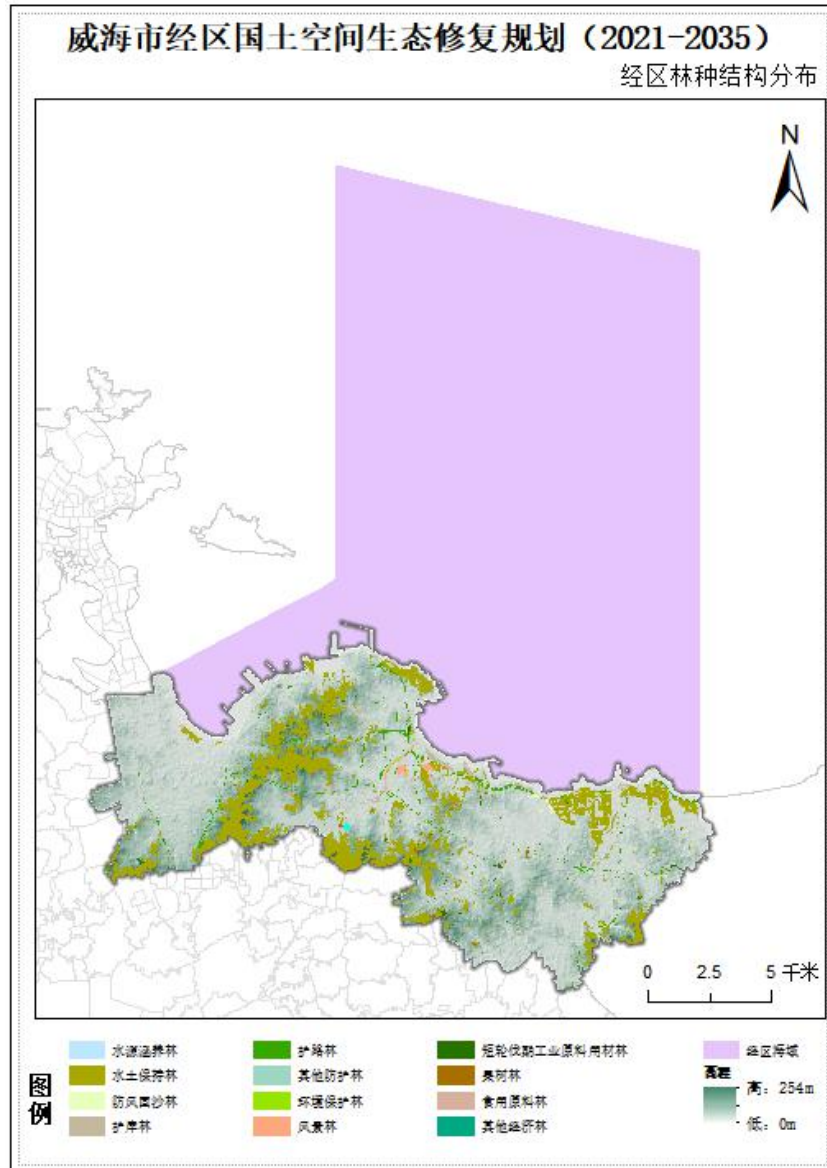 威海市经区国土空间生态修复规划（2021-2035）
经区林种结构分布
N
0 2.5 5 千米
图例
水源涵养林
水土保持林
防风固沙林
护岸林
护路林
其他防护林
环境保护林
风景林
短轮伐期工业原料用材林
果树林
食用原料林
其他经济林
经区海域
高程
高：254m
低：0m